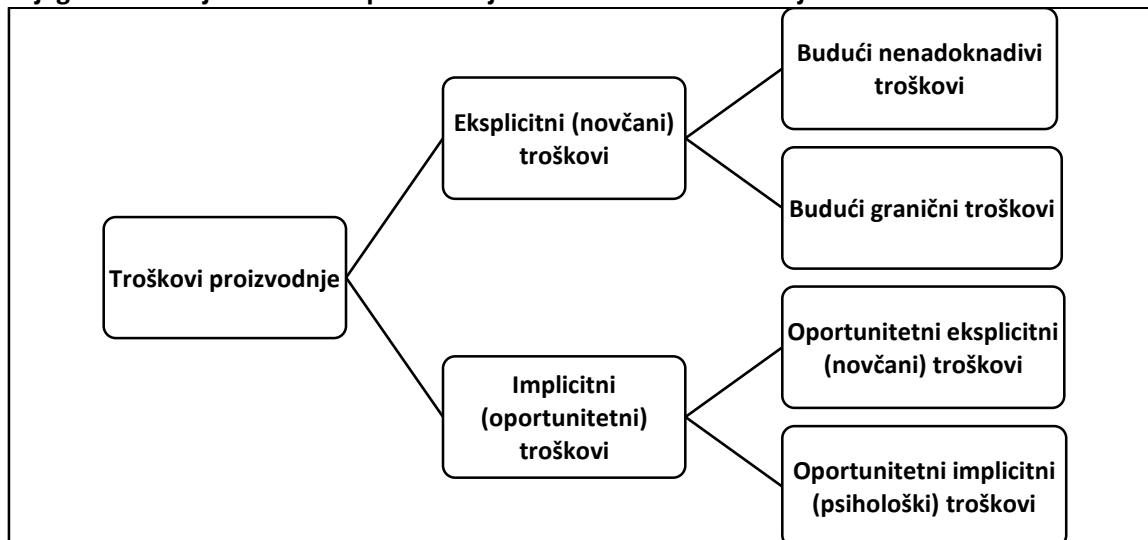 Budući nenadoknadivi
troškovi
Eksplicitni (novčani)
troškovi
Budući granični troškovi
Troškovi proizvodnje
Oportunitetni eksplicitni
(novčani) troškovi
Implicitni
(oportunitetni)
troškovi
Oportunitetni implicitni
(psihološki) troškovi